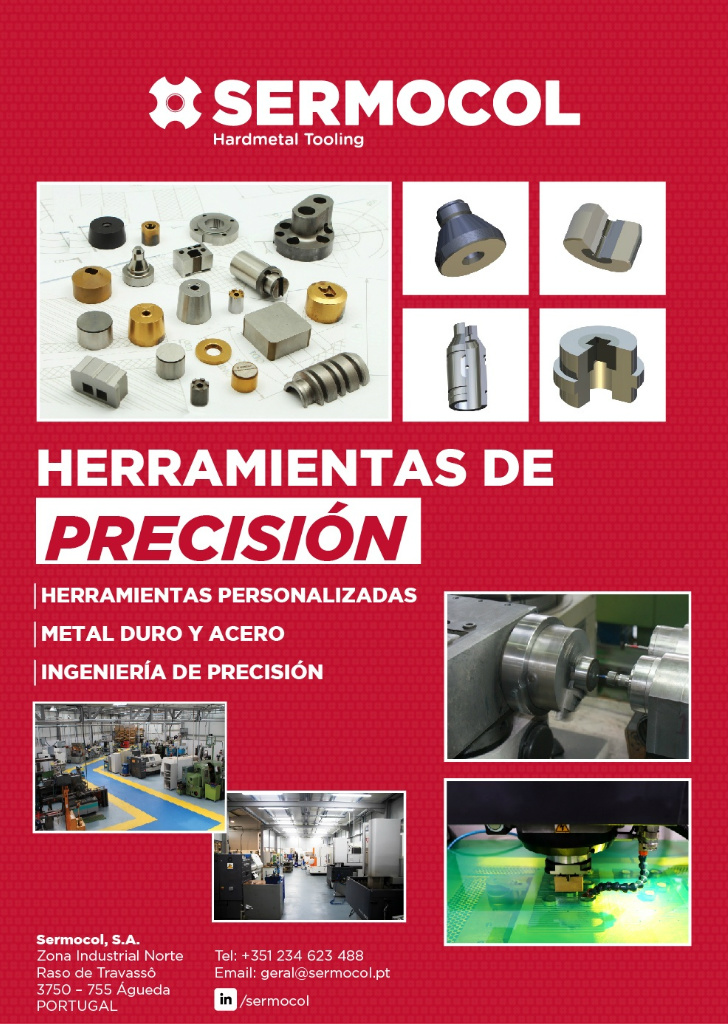 SERMOCOL
Hardmetal Tooling
HERRAMIENTAS DE
PRECISIÓN
HERRAMIENTAS PERSONALIZADAS
METAL DURO Y ACERO
INGENIERÍA DE PRECISIÓN
Sermocol, S.A.
Zona Industrial Norte
Raso de Travassô
3750 – 755 Águeda
PORTUGAL
Tel: +351 234 623 488
Email: geral@sermocol.pt
in /sermocol